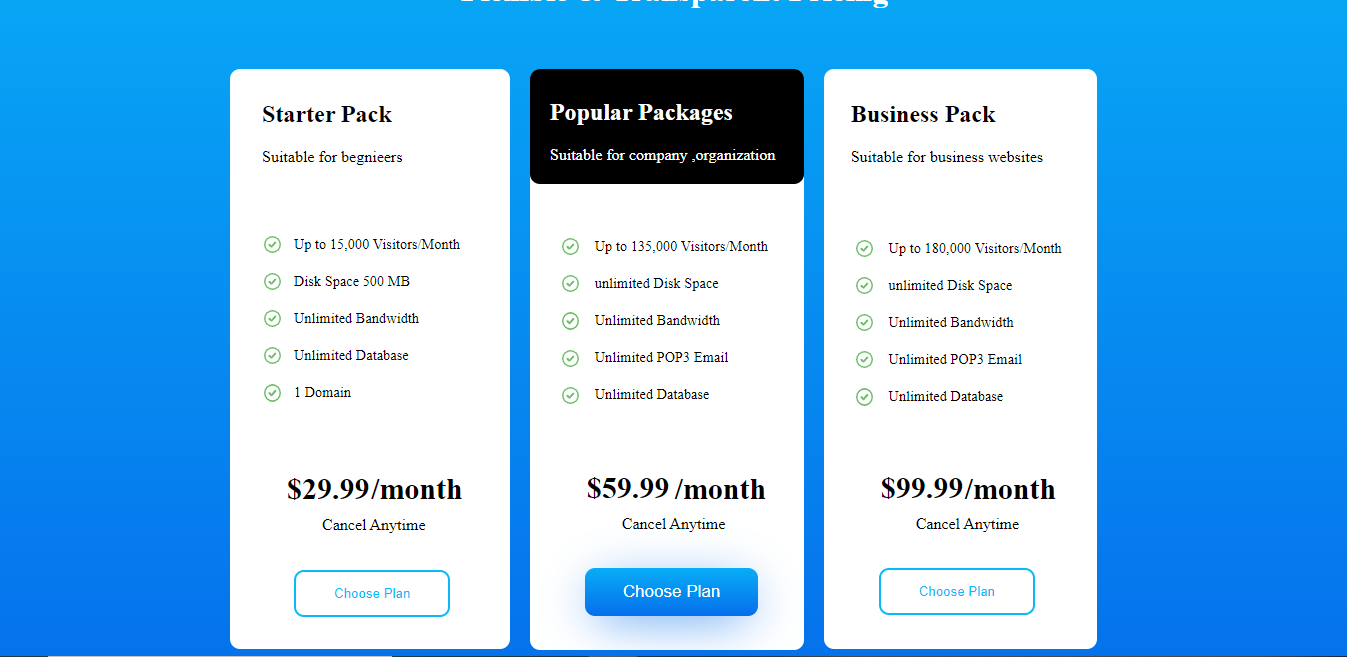 Flexible & Transparent Pricing
Starter Pack
Suitable for begnieers
Up to 15,000 Visitors/Month
Disk Space 500 MB
Unlimited Bandwidth
Unlimited Database
1 Domain
$29.99/month
Cancel Anytime
Choose Plan
Popular Packages
Suitable for company ,organization
Up to 135,000 Visitors/Month
unlimited Disk Space
Unlimited Bandwidth
Unlimited POP3 Email
Unlimited Database
$59.99 /month
Cancel Anytime
Choose Plan
Business Pack
Suitable for business websites
Up to 180,000 Visitors/Month
unlimited Disk Space
Unlimited Bandwidth
Unlimited POP3 Email
Unlimited Database
$99.99/month
Cancel Anytime
Choose Plan